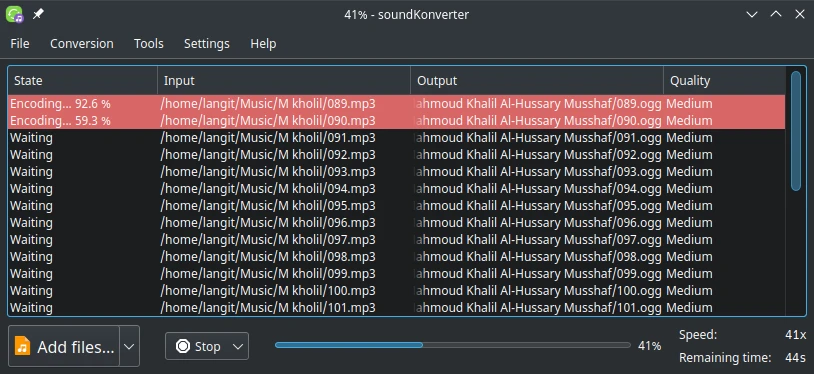 41% - soundKonverter
File Conversion Tools Settings Help
State Input Output Quality
Encoding... 92.6 % /home/langit/Music/M kholil/089.mp3 ahmoud Khalil Al-Hussary Musshaf/089.ogg Medium
Encoding... 59.3 % /home/langit/Music/M kholil/090.mp3 ahmoud Khalil Al-Hussary Musshaf/090.ogg Medium
Waiting /home/langit/Music/M kholil/091.mp3 ahmoud Khalil Al-Hussary Musshaf/091.ogg Medium
Waiting /home/langit/Music/M kholil/092.mp3 ahmoud Khalil Al-Hussary Musshaf/092.ogg Medium
Waiting /home/langit/Music/M kholil/093.mp3 ahmoud Khalil Al-Hussary Musshaf/093.ogg Medium
Waiting /home/langit/Music/M kholil/094.mp3 ahmoud Khalil Al-Hussary Musshaf/094.ogg Medium
Waiting /home/langit/Music/M kholil/095.mp3 ahmoud Khalil Al-Hussary Musshaf/095.ogg Medium
Waiting /home/langit/Music/M kholil/096.mp3 ahmoud Khalil Al-Hussary Musshaf/096.ogg Medium
Waiting /home/langit/Music/M kholil/097.mp3 ahmoud Khalil Al-Hussary Musshaf/097.ogg Medium
Waiting /home/langit/Music/M kholil/098.mp3 ahmoud Khalil Al-Hussary Musshaf/098.ogg Medium
Waiting /home/langit/Music/M kholil/099.mp3 ahmoud Khalil Al-Hussary Musshaf/099.ogg Medium
Waiting /home/langit/Music/M kholil/100.mp3 ahmoud Khalil Al-Hussary Musshaf/100.ogg Medium
Waiting /home/langit/Music/M kholil/101.mp3 ahmoud Khalil Al-Hussary Musshaf/101.ogg Medium
Add files... Stop 41% Speed: 41x
Remaining time: 44s